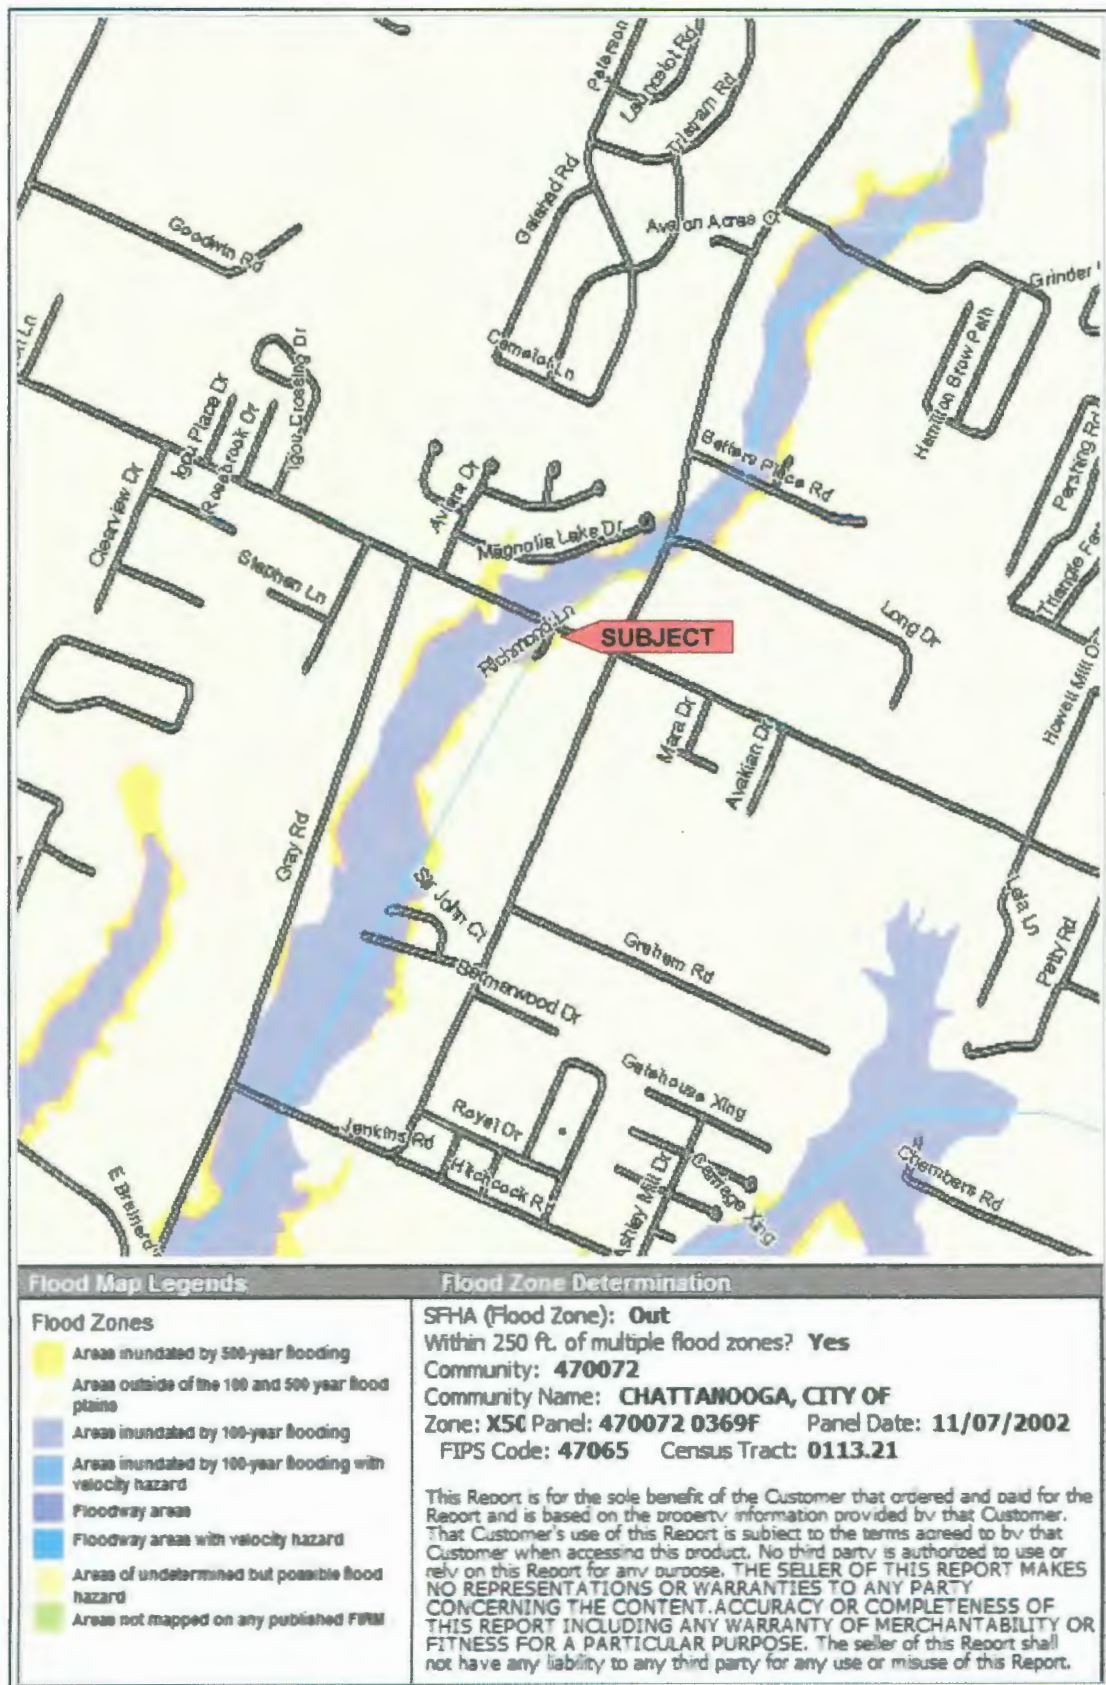 Paterson
Launcelot Rd
Tristram Rd
Galahad Rd
Avalon Acres
Goodwin Rd
Grinder
Hamilton Brow Path
Camelot Ln
Igou Place Dr
Rosebrook Dr
Igou Crossing Dr
Pershing Rd
Clearview Dr
Aviara Dr
Betters Place Rd
Magnolia Lake Dr
Stephen Ln
Triangle Far
Long Dr
Richmond Ln
SUBJECT
Howell Mill Dr
Mara Dr
Avakian Dr
Gray Rd
Sir John Ct
Lela Ln
Patty Rd
Graham Rd
Gatehouse Xing
Royal Dr
Jenkins Rd
Hitchcock R
Ashley Mill Dr
Carriage Xing
Chambers Rd
E Brainerd
Flood Map Legends
Flood Zones
Areas inundated by 500-year flooding
Areas outside of the 100 and 500 year flood
plains
Areas inundated by 100-year flooding
Areas inundated by 100-year flooding with
velocity hazard
Floodway areas
Floodway areas with velocity hazard
Areas of undetermined but possible flood
hazard
Areas not mapped on any published FIRM
Flood Zone Determination
SFHA (Flood Zone): Out
Within 250 ft. of multiple flood zones? Yes
Community: 470072
Community Name: CHATTANOOGA, CITY OF
Zone: X50 Panel: 470072 0369F Panel Date: 11/07/2002
FIPS Code: 47065 Census Tract: 0113.21
This Report is for the sole benefit of the Customer that ordered and paid for the
Report and is based on the property information provided by that Customer.
That Customer's use of this Report is subject to the terms agreed to by that
Customer when accessing this product. No third party is authorized to use or
rely on this Report for any purpose. THE SELLER OF THIS REPORT MAKES
NO REPRESENTATIONS OR WARRANTIES TO ANY PARTY
CONCERNING THE CONTENT, ACCURACY OR COMPLETENESS OF
THIS REPORT INCLUDING ANY WARRANTY OF MERCHANTABILITY OR
FITNESS FOR A PARTICULAR PURPOSE. The seller of this Report shall
not have any liability to any third party for any use or misuse of this Report.